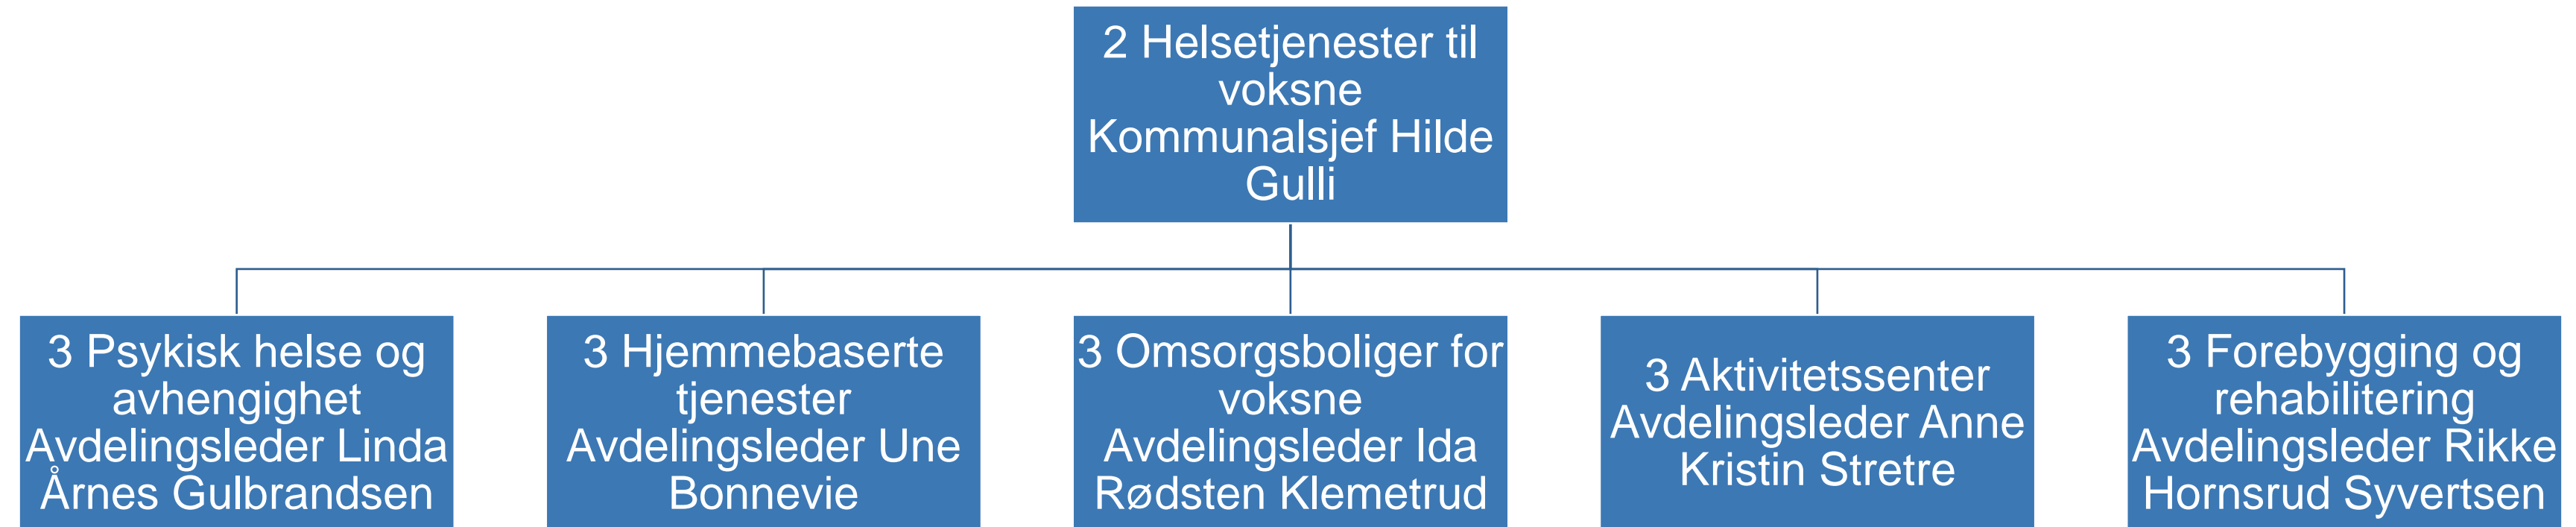 2 Helsetjenester til
voksne
Kommunalsjef Hilde
Gulli
3 Psykisk helse og
avhengighet
Avdelingsleder Linda
Årnes Gulbrandsen
3 Hjemmebaserte
tjenester
Avdelingsleder Une
Bonnevie
3 Omsorgsboliger for
voksne
Avdelingsleder Ida
Rødsten Klemetrud
3 Aktivitetssenter
Avdelingsleder Anne
Kristin Stretre
3 Forebygging og
rehabilitering
Avdelingsleder Rikke
Hornsrud Syvertsen